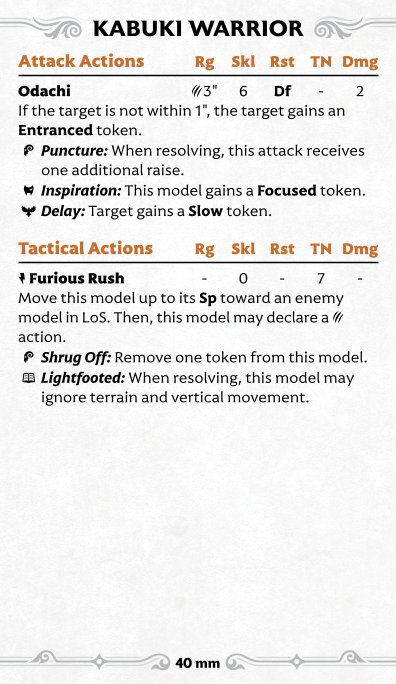 KABUKI WARRIOR
Attack Actions Rg Skl Rst TN Dmg
Odachi 3" 6 Df - 2
If the target is not within 1", the target gains an
Entranced token.
Puncture: When resolving, this attack receives
one additional raise.
Inspiration: This model gains a Focused token.
Delay: Target gains a Slow token.
Tactical Actions Rg Skl Rst TN Dmg
Furious Rush - 0 - 7 -
Move this model up to its Sp toward an enemy
model in LoS. Then, this model may declare a
action.
Shrug Off: Remove one token from this model.
Lightfooted: When resolving, this model may
ignore terrain and vertical movement.
40 mm